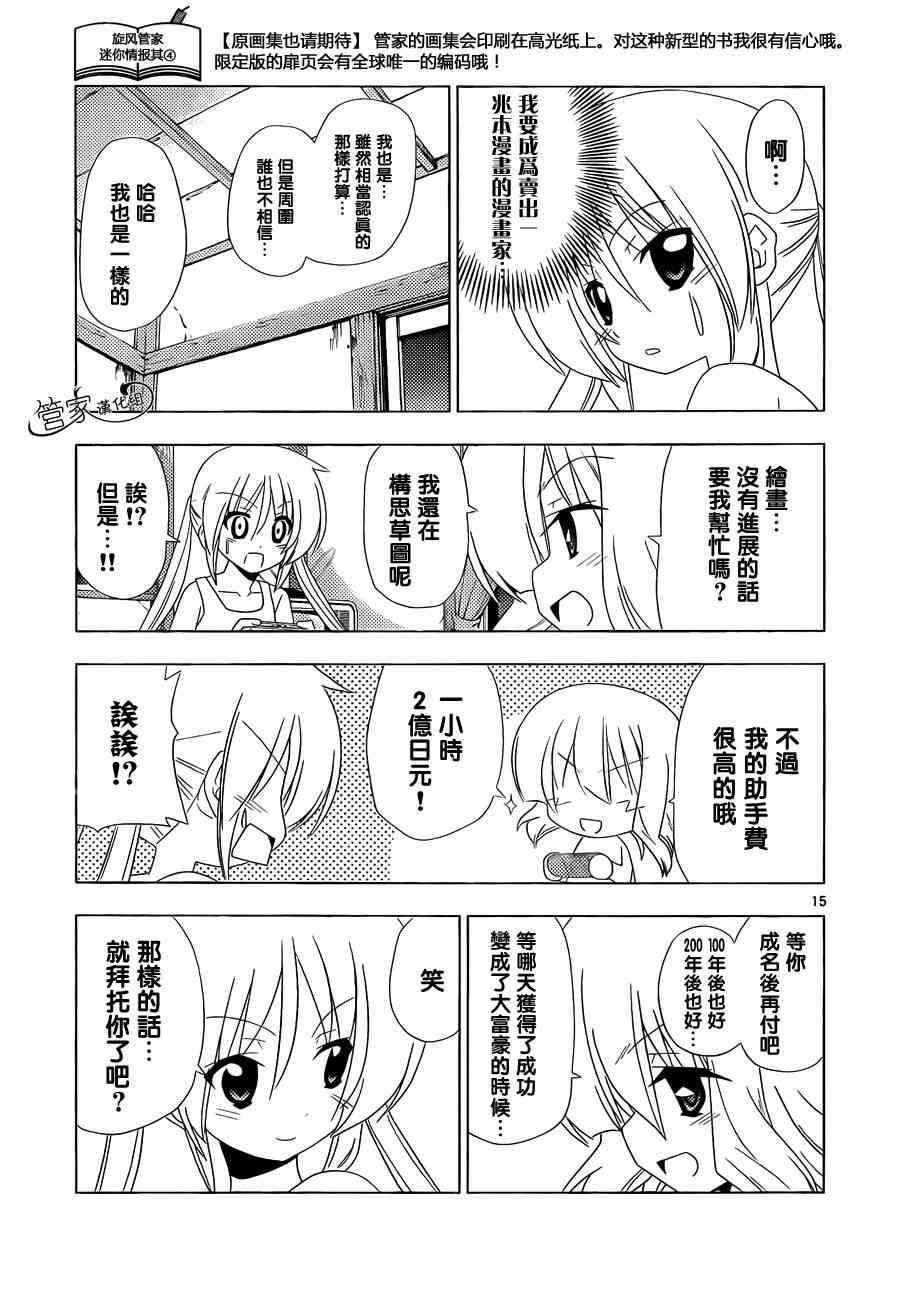 旋风管家
迷你情报其④
【原画集也请期待】 管家的画集会印刷在高光纸上。对这种新型的书我很有信心哦。
限定版的扉页会有全球唯一的编码哦！
啊…
我要成爲賣出一
兆本漫畫的漫畫家…
我也是…
雖然相當認真的
那樣打算…
但是周圍
誰也不相信…
哈哈
我也是一樣的
管家
漢化組
繪畫…
沒有進展的話
要我幫忙嗎?
我還在
構思草圖呢
誒!?
但是…!!
不過
我的助手費
很高的哦
一小時
2億日元!
誒誒!?
15
等你
成名後再付吧
100年後也好
200年後也好…
等哪天獲得了成功
變成了大富豪的時候…
笑
那樣的話…
就拜托你了吧?